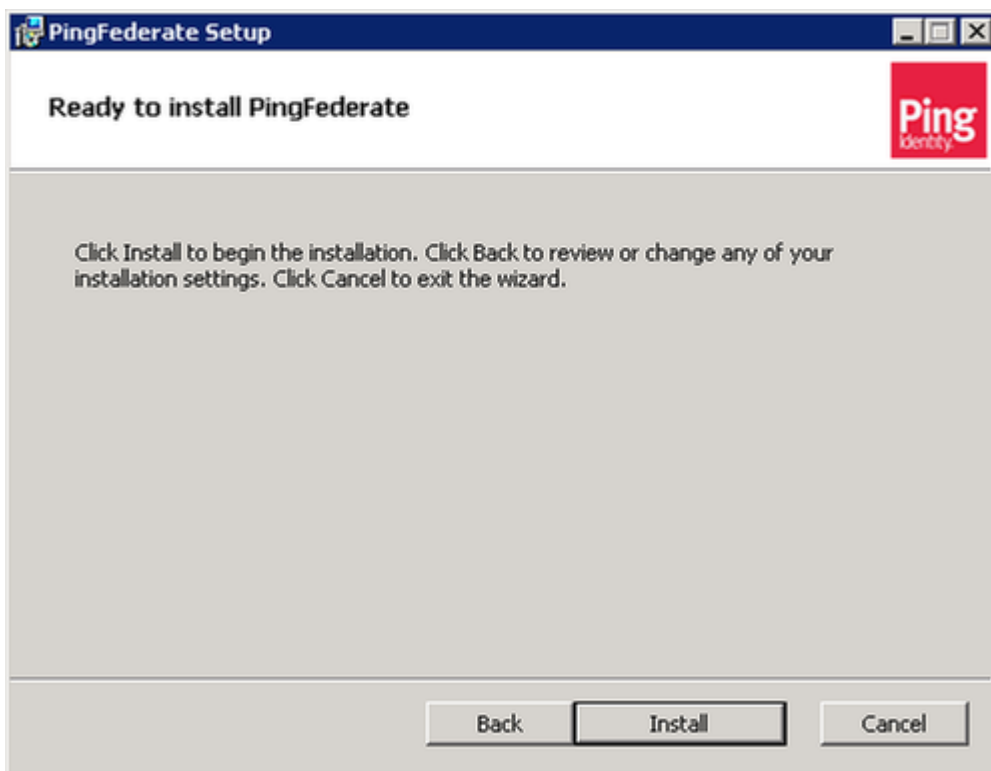 PingFederate Setup
Ready to install PingFederate
Ping
Identity.
Click Install to begin the installation. Click Back to review or change any of your
installation settings. Click Cancel to exit the wizard.
Back
Install
Cancel